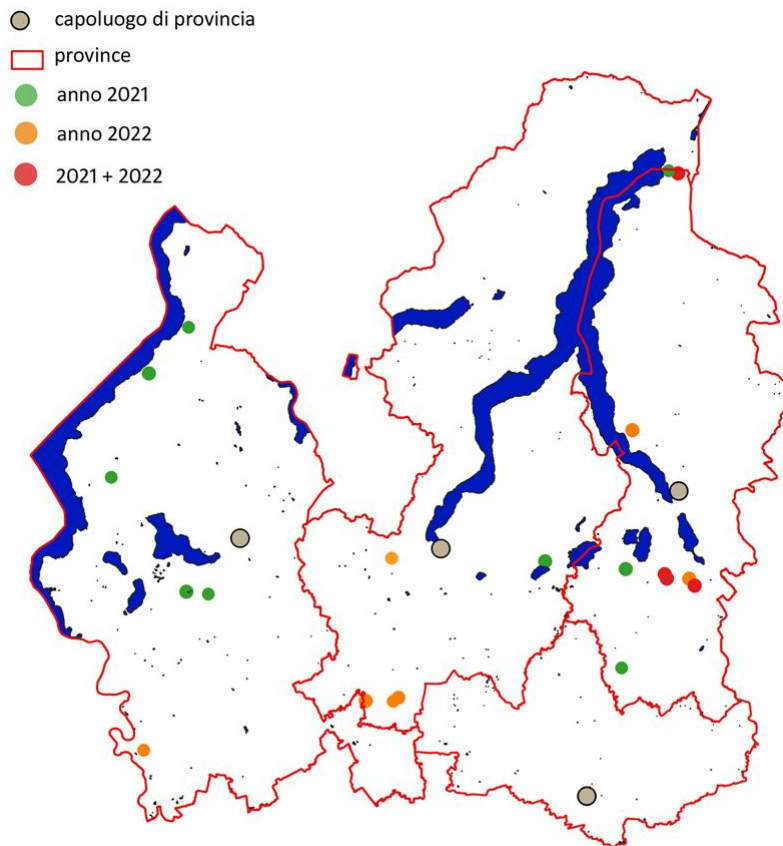 capoluogo di provincia
province
anno 2021
anno 2022
2021 + 2022